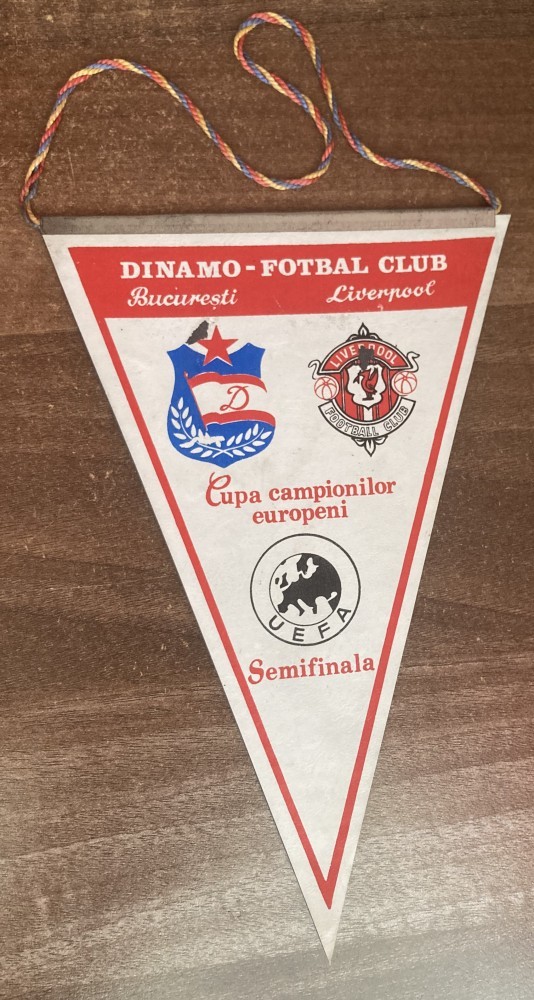 DINAMO - FOTBAL CLUB
București Liverpool
D
LIVERPOOL
FOOTBALL CLUB
Cupa campionilor
europeni
UEFA
Semifinala